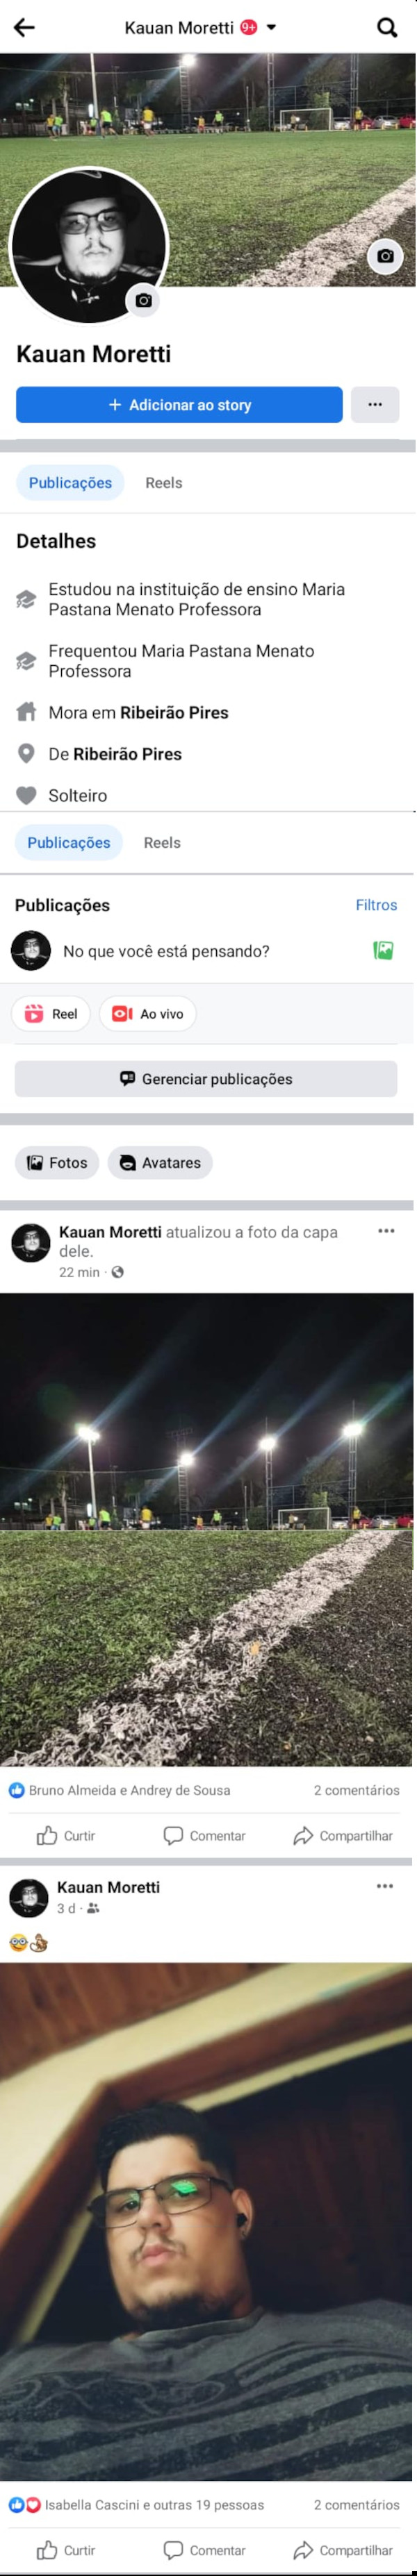 Kauan Moretti 9+
Kauan Moretti
+ Adicionar ao story
Publicações Reels
Detalhes
Estudou na instituição de ensino Maria
Pastana Menato Professora
Frequentou Maria Pastana Menato
Professora
Mora em Ribeirão Pires
De Ribeirão Pires
Solteiro
Publicações Reels
Publicações Filtros
No que você está pensando?
Reel Ao vivo
Gerenciar publicações
Fotos Avatares
Kauan Moretti atualizou a foto da capa
dele.
22 min ·
Bruno Almeida e Andrey de Sousa 2 comentários
Curtir Comentar Compartilhar
Kauan Moretti
3 d ·
Isabella Cascini e outras 19 pessoas 2 comentários
Curtir Comentar Compartilhar